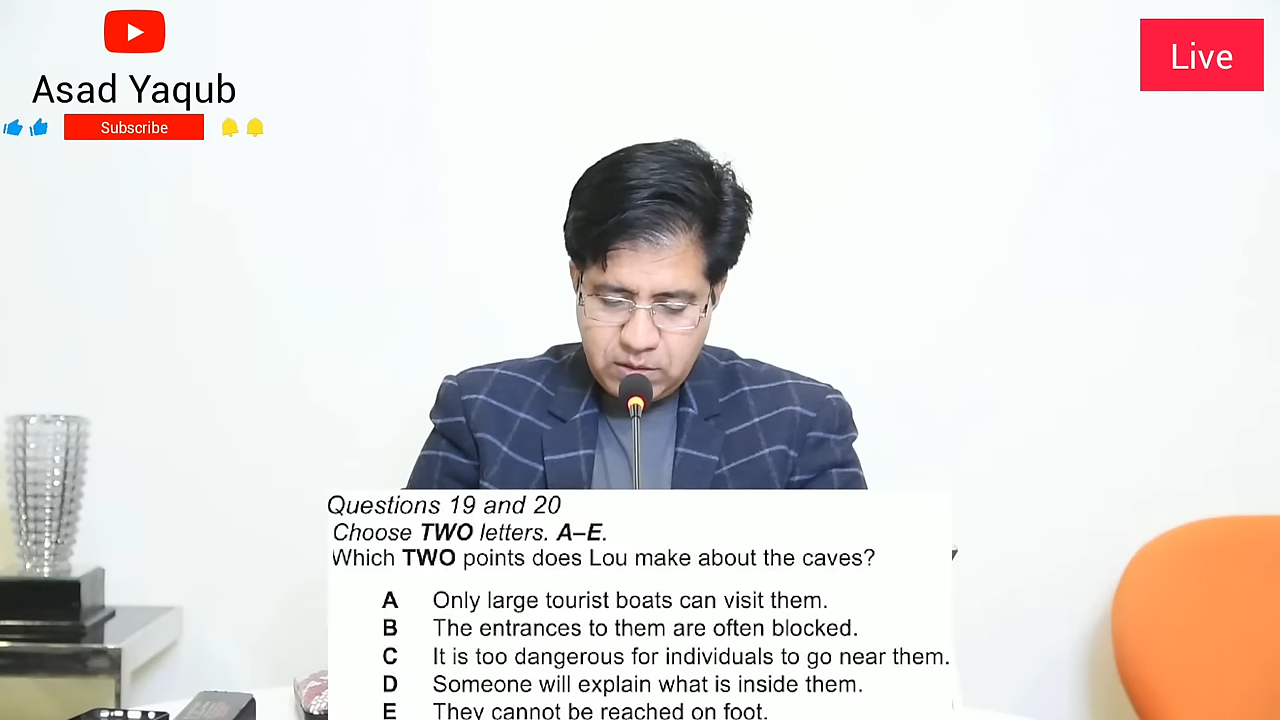 Asad Yaqub
Subscribe
Live
Questions 19 and 20
Choose TWO letters. A–E.
Which TWO points does Lou make about the caves?
A Only large tourist boats can visit them.
B The entrances to them are often blocked.
C It is too dangerous for individuals to go near them.
D Someone will explain what is inside them.
E They cannot be reached on foot.